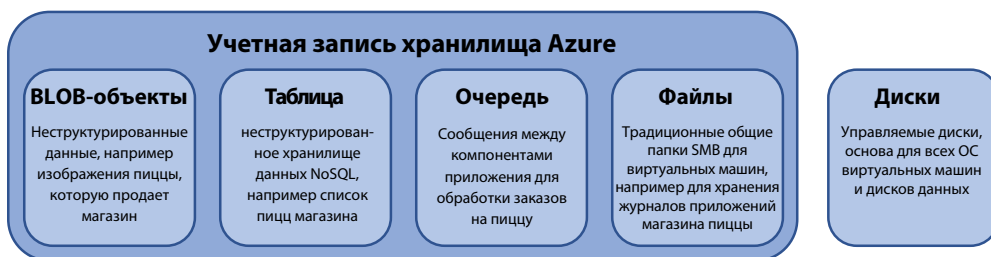 Учетная запись хранилища Azure
BLOB-объекты
Неструктурированные
данные, например
изображения пиццы,
которую продает
магазин
Таблица
неструктурирован-
ное хранилище
данных NoSQL,
например список
пицц магазина
Очередь
Сообщения между
компонентами
приложения для
обработки заказов
на пиццу
Файлы
Традиционные общие
папки SMB для
виртуальных машин,
например для хранения
журналов приложений
магазина пиццы
Диски
Управляемые диски,
основа для всех ОС
виртуальных машин
и дисков данных